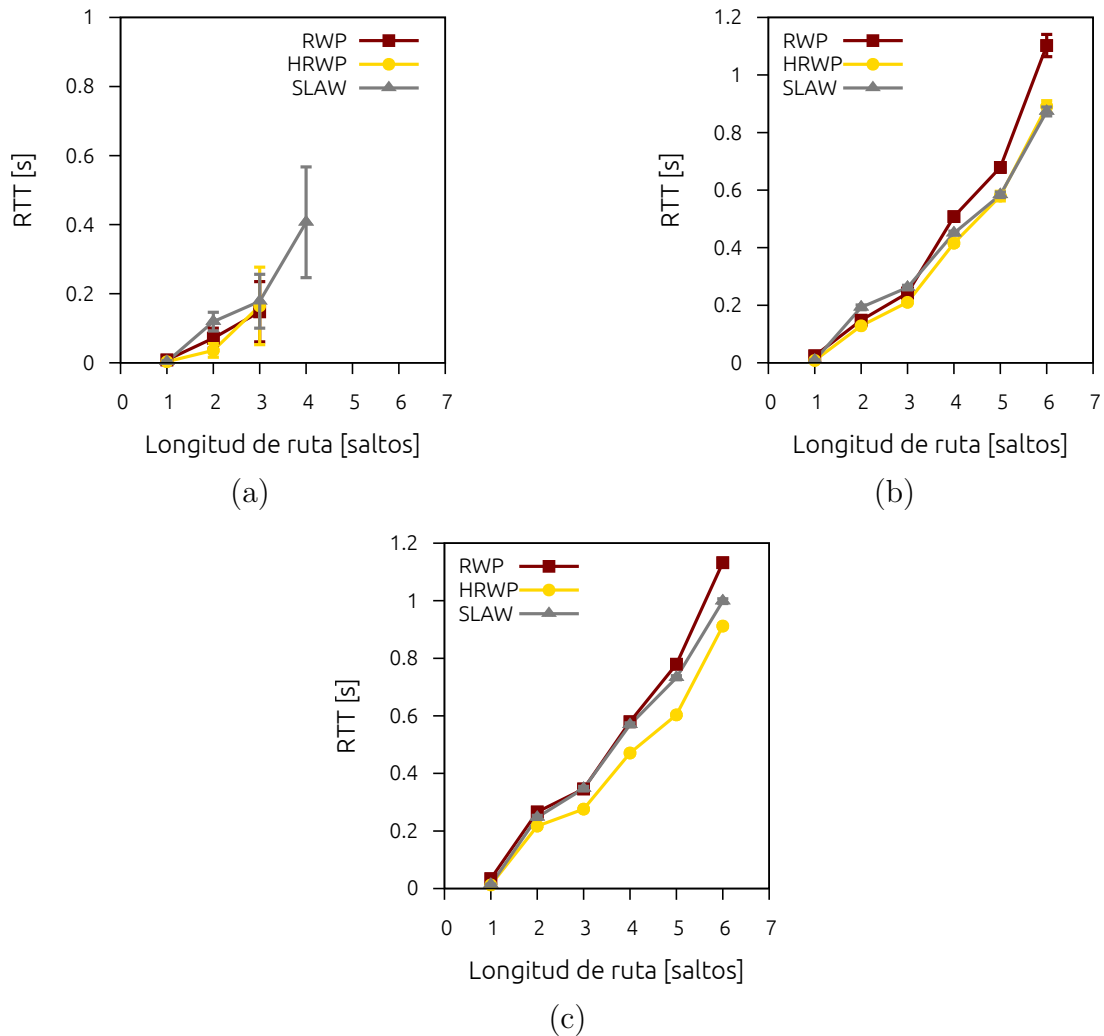 1
0.8
0.6
0.4
0.2
0
RTT [s]
RWP
HRWP
SLAW
0 1 2 3 4 5 6 7
Longitud de ruta [saltos]
(a)
1.2
1
0.8
0.6
0.4
0.2
0
RTT [s]
RWP
HRWP
SLAW
0 1 2 3 4 5 6 7
Longitud de ruta [saltos]
(b)
1.2
1
0.8
0.6
0.4
0.2
0
RTT [s]
RWP
HRWP
SLAW
0 1 2 3 4 5 6 7
Longitud de ruta [saltos]
(c)